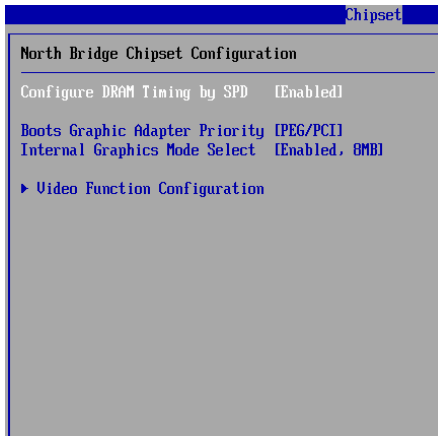 Chipset
North Bridge Chipset Configuration
Configure DRAM Timing by SPD [Enabled]
Boots Graphic Adapter Priority [PEG/PCI]
Internal Graphics Mode Select [Enabled, 8MB]
Video Function Configuration